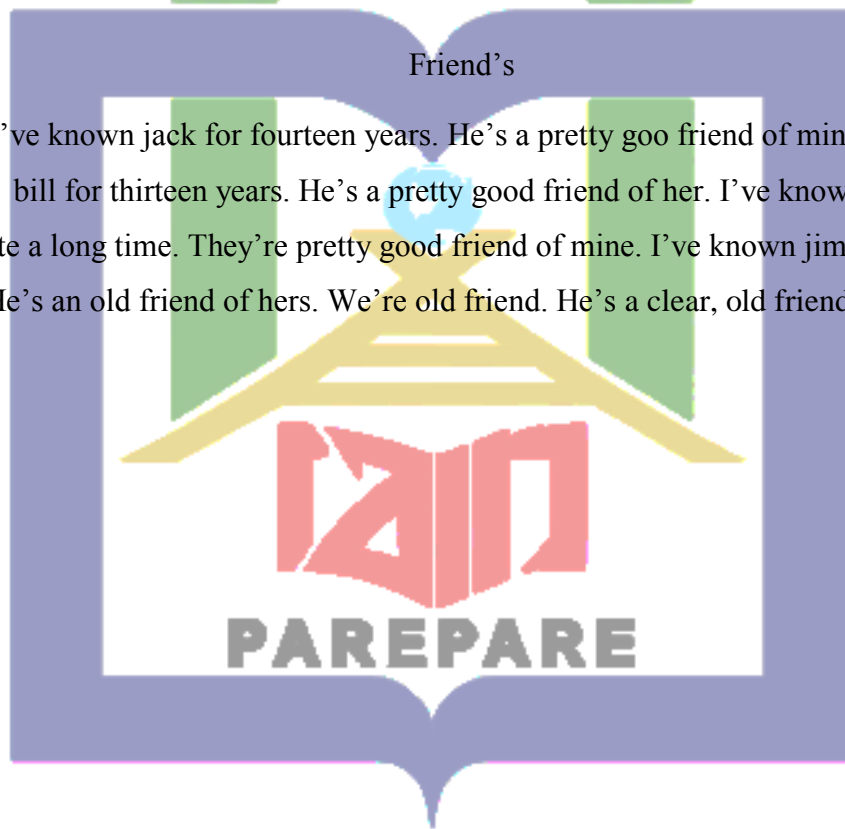 Friend’s
’ve known jack for fourteen years. He’s a pretty goo friend of min
bill for thirteen years. He’s a pretty good friend of her. I’ve know
te a long time. They’re pretty good friend of mine. I’ve known jim
He’s an old friend of hers. We’re old friend. He’s a clear, old friend
iain
PAREPARE